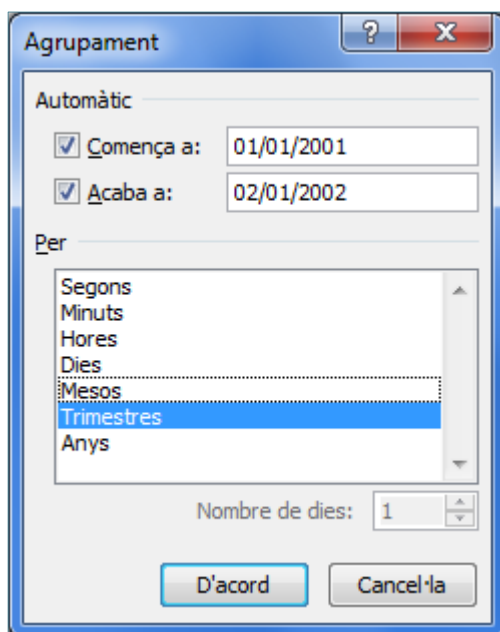 Agrupament
Automàtic
Comença a: 01/01/2001
Acaba a: 02/01/2002
Per
Segons
Minuts
Hores
Dies
Mesos
Trimestres
Anys
Nombre de dies: 1
D'acord Cancel·la